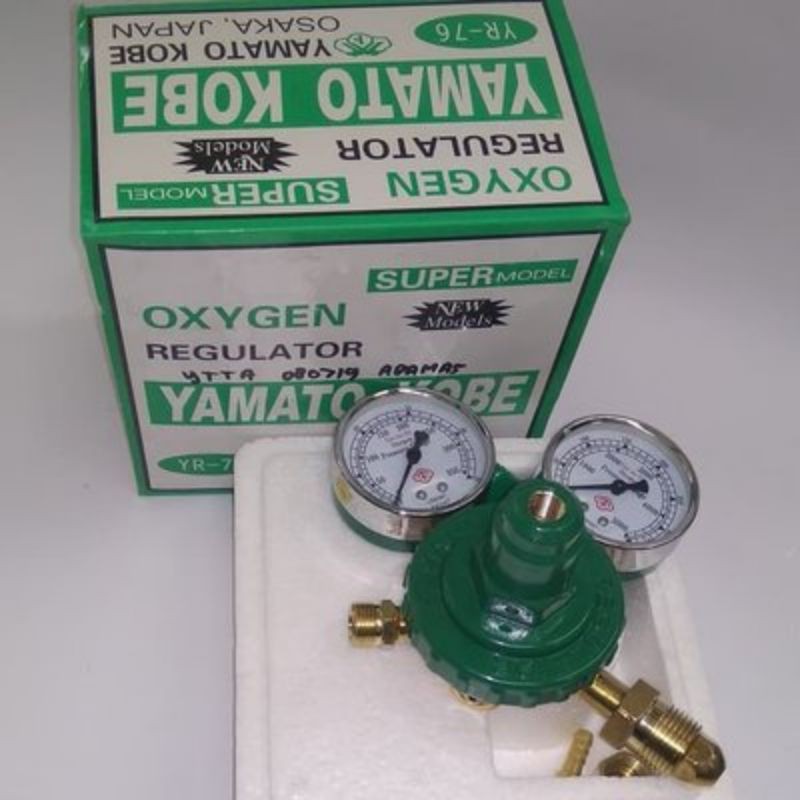 OXYGEN
REGULATOR
YAMATO KOBE
SUPER MODEL
NEW
Models
YAMATO KOBE
OSAKA, JAPAN
YR-76
SUPER MODEL
OXYGEN
NEW
Models
REGULATOR
YTTA 080719 ADAMAS
YAMATO KOBE
YR-7